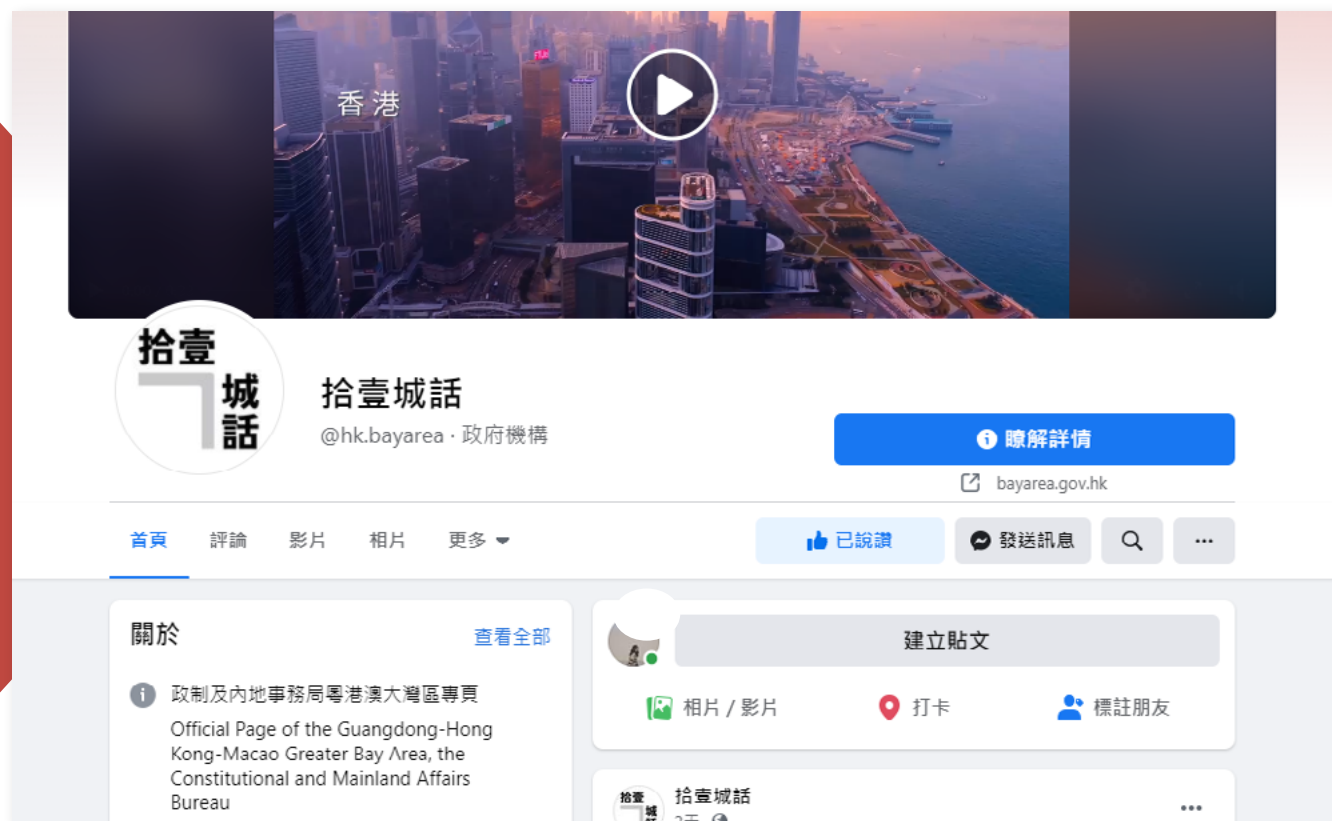 香港
拾壹
城
話
拾壹城話
@hk.bayarea · 政府機構
瞭解詳情
bayarea.gov.hk
首頁
評論
影片
相片
更多
已說讚
發送訊息
關於
查看全部
政制及內地事務局粵港澳大灣區專頁
Official Page of the Guangdong-Hong
Kong-Macao Greater Bay Area, the
Constitutional and Mainland Affairs
Bureau
建立貼文
相片 / 影片
打卡
標註朋友
拾壹
城
拾壹城話